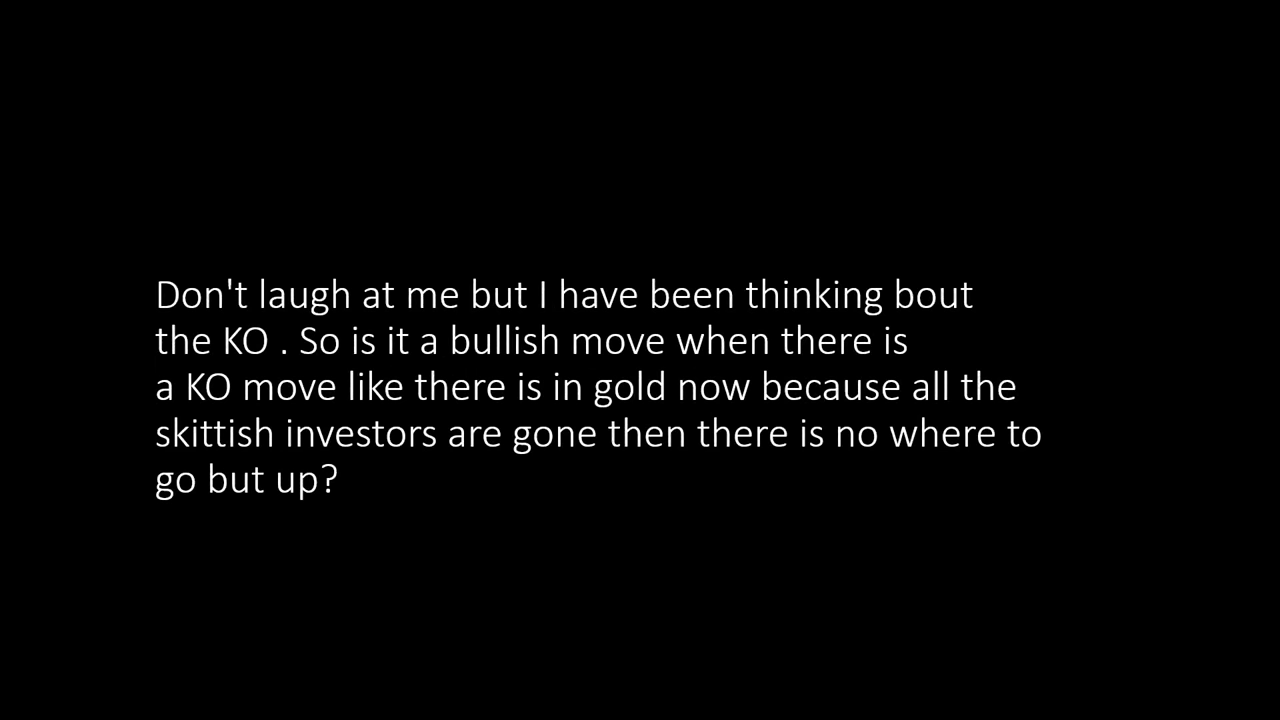 Don't laugh at me but I have been thinking bout
the KO . So is it a bullish move when there is
a KO move like there is in gold now because all the
skittish investors are gone then there is no where to
go but up?